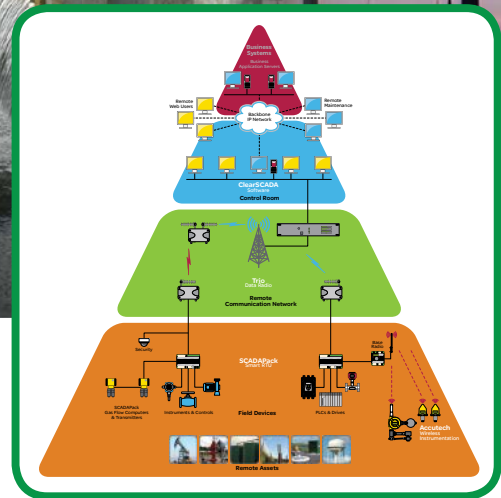 Business
Systems
Business
Application Servers
Remote
Web Users
Backbone
IP Network
Remote
Maintenance
ClearSCADA
Software
Control Room
Trio
Data Radio
Remote
Communication Network
Security
SCADAPack
Smart RTU
Base
Radio
SCADAPack
Gas Flow Computers
& Transmitters
Instruments & Controls
Field Devices
PLCs & Drives
Accutech
Wireless
Instrumentation
Remote Assets